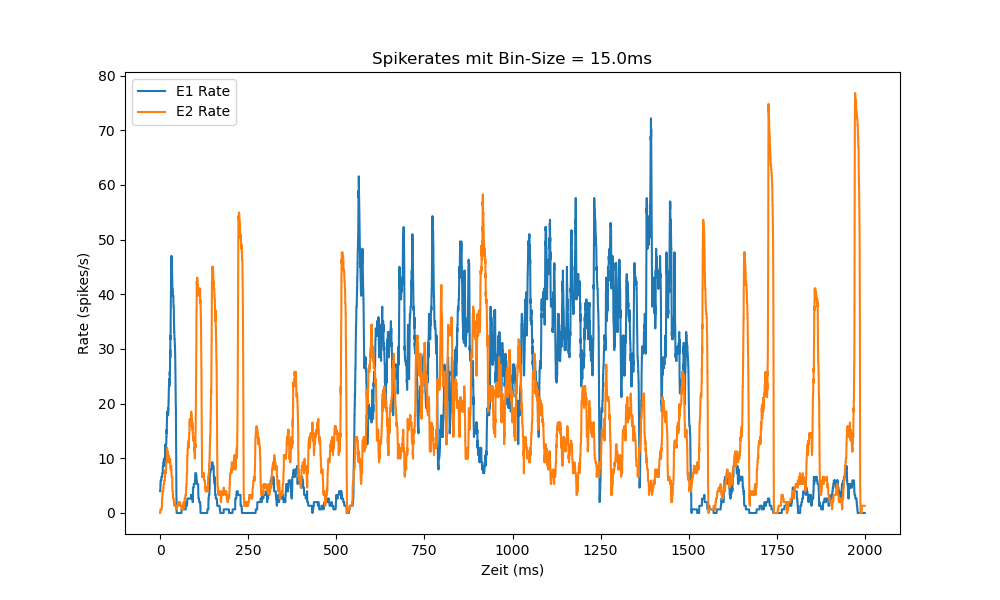 Spikerates mit Bin-Size = 15.0ms
E1 Rate
E2 Rate
80
70
60
50
40
30
20
10
0
Rate (spikes/s)
0 250 500 750 1000 1250 1500 1750 2000
Zeit (ms)